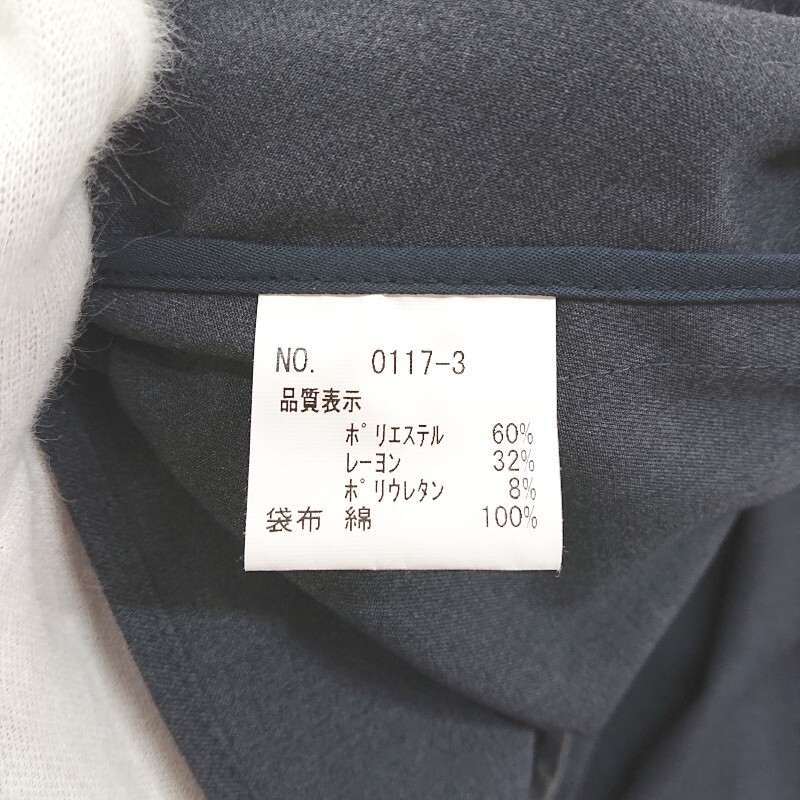 NO. 0117-3
品質表示
ポリエステル 60%
レーヨン 32%
ポリウレタン 8%
袋布 綿 100%